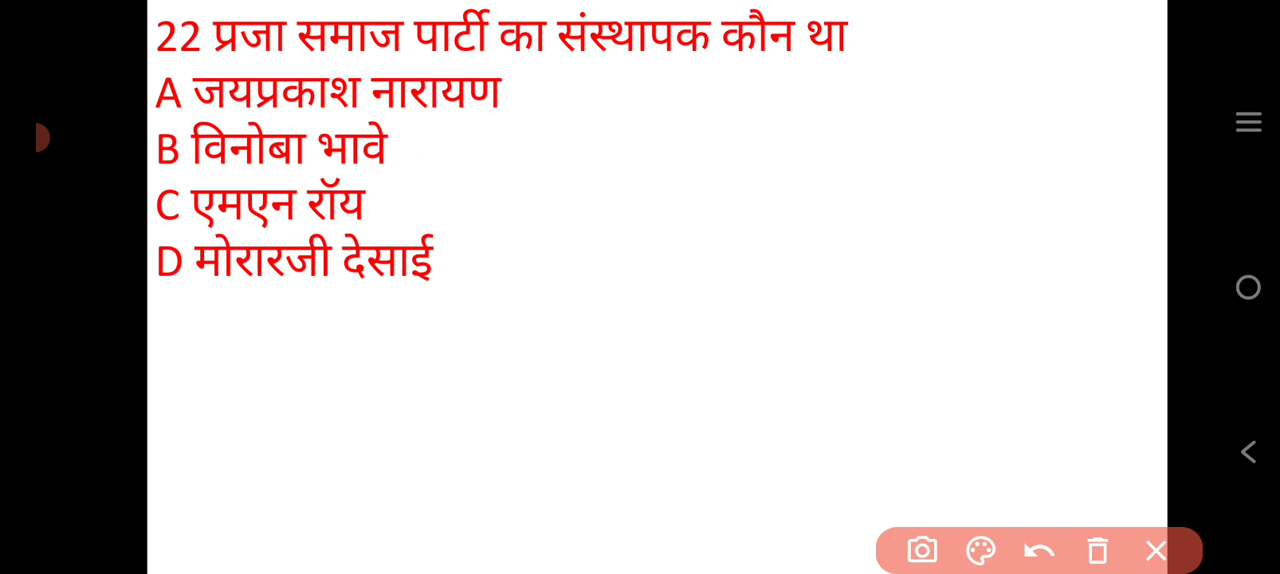 22 प्रजा समाज पार्टी का संस्थापक कौन था
A जयप्रकाश नारायण
B विनोबा भावे
C एमएन रॉय
D मोरारजी देसाई